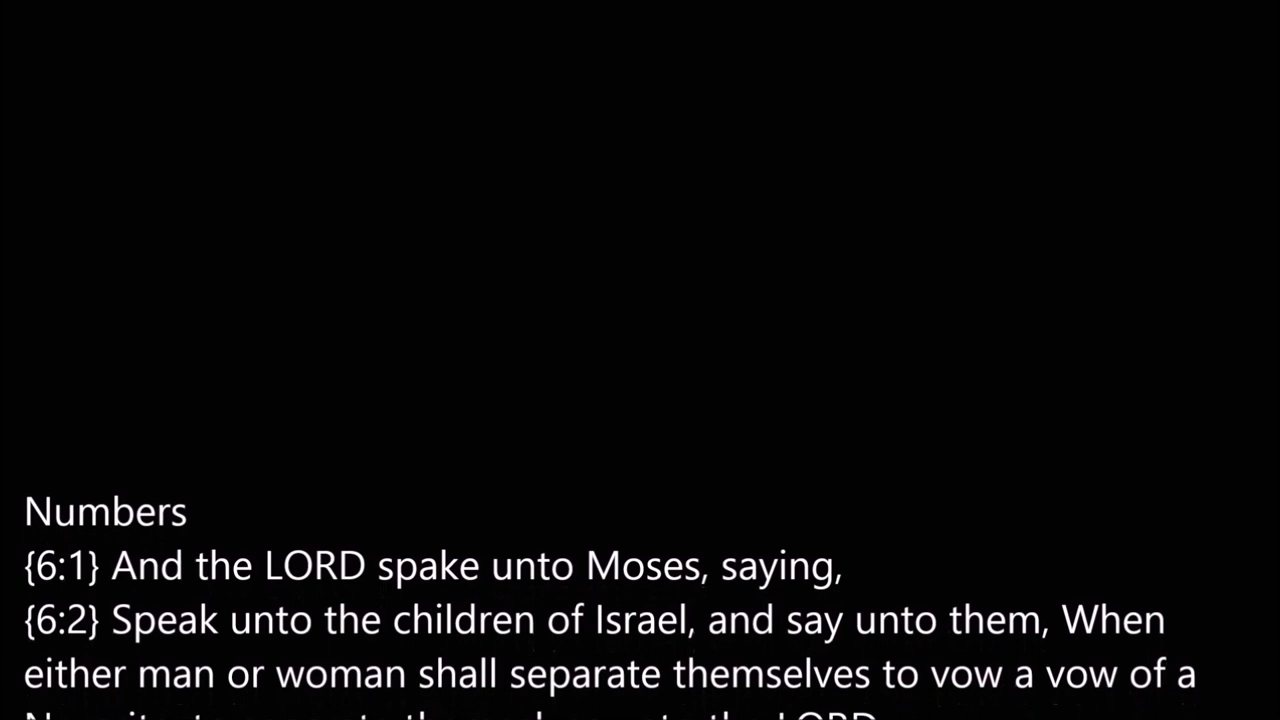 Numbers
{6:1} And the LORD spake unto Moses, saying,
{6:2} Speak unto the children of Israel, and say unto them, When
either man or woman shall separate themselves to vow a vow of a
LORD